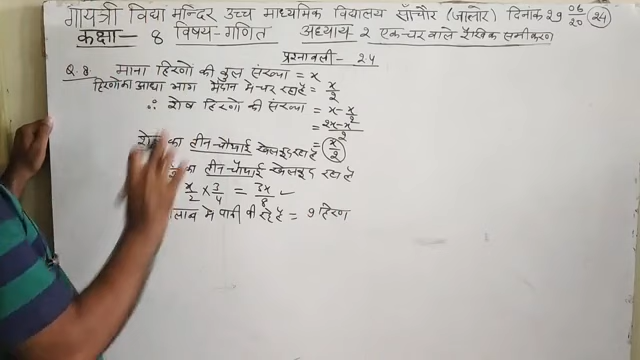 गायत्री विद्या मन्दिर उच्च माध्यमिक विद्यालय साँचौर (जालोर) दिनांक 29 06/20 24
कक्षा- 8 विषय-गणित अध्याय-2 एक-चर वाले रैखिक समीकरण
प्रश्नावली- 2.4
Q.8 माना हिरणों की कुल संख्या = x
हिरणों का आधा भाग मैदान मे चर रहा है = x/2
∴ शेष हिरणों की संख्या = x - x/2
= 2x-x/2
= x/2
का तीन-चौथाई खेलकूद रहा है
का तीन-चौथाई खेलकूद रहा है
x/2 × 3/4 = 3x/8 ✓
मे पानी पी रहे है = 9 हिरण